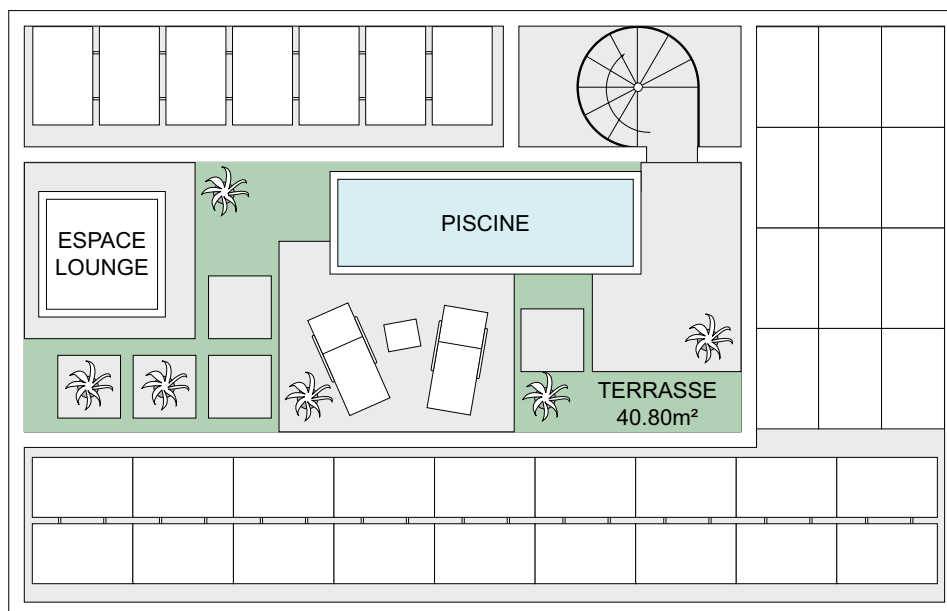 PISCINE
ESPACE
LOUNGE
TERRASSE
40.80m²